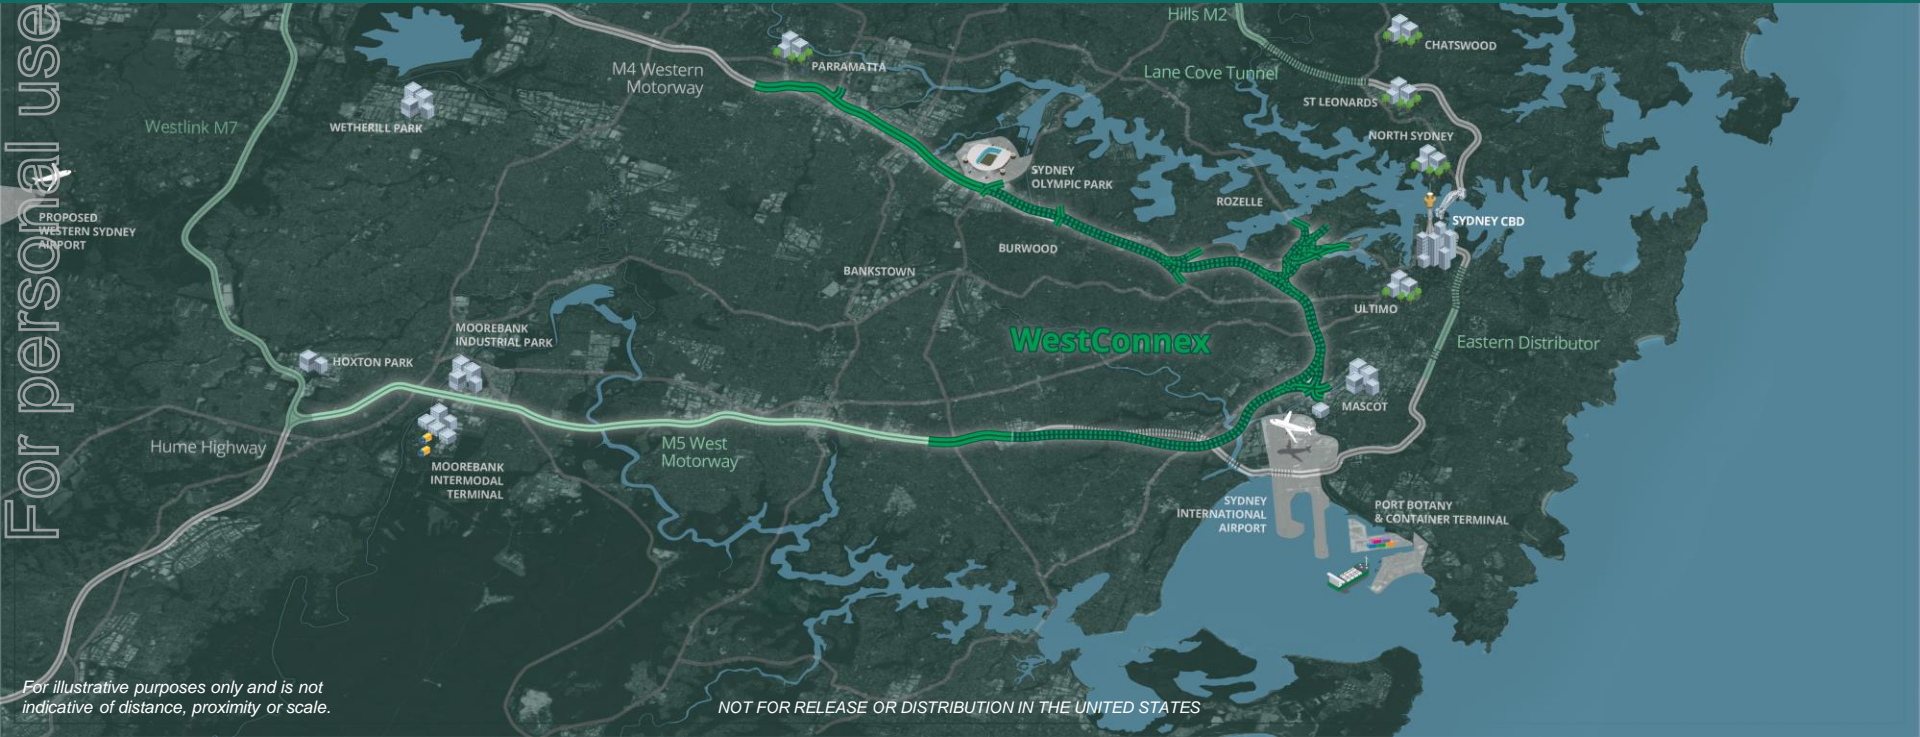 For personal use
Hills M2
CHATSWOOD
PARRAMATTA
M4 Western
Motorway
Lane Cove Tunnel
ST LEONARDS
Westlink M7
WETHERILL PARK
NORTH SYDNEY
SYDNEY
OLYMPIC PARK
ROZELLE
PROPOSED
WESTERN SYDNEY
AIRPORT
SYDNEY CBD
BURWOOD
BANKSTOWN
ULTIMO
MOOREBANK
INDUSTRIAL PARK
WestConnex
Eastern Distributor
HOXTON PARK
MASCOT
Hume Highway
M5 West
Motorway
MOOREBANK
INTERMODAL
TERMINAL
SYDNEY
INTERNATIONAL
AIRPORT
PORT BOTANY
& CONTAINER TERMINAL
For illustrative purposes only and is not
indicative of distance, proximity or scale.
NOT FOR RELEASE OR DISTRIBUTION IN THE UNITED STATES